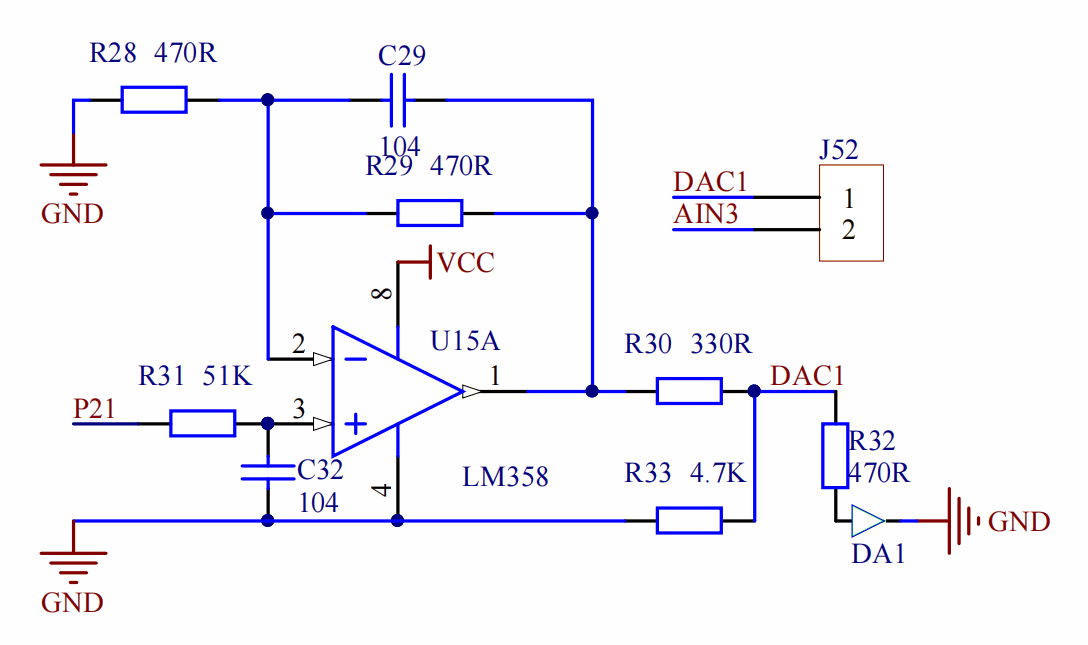 R28 470R
C29
104
R29 470R
GND
J52
DAC1
1
AIN3
2
VCC
8
U15A
2
R31 51K
P21
3
1
R30 330R
DAC1
C32
104
4
LM358
R33 4.7K
R32
470R
DA1
GND
GND